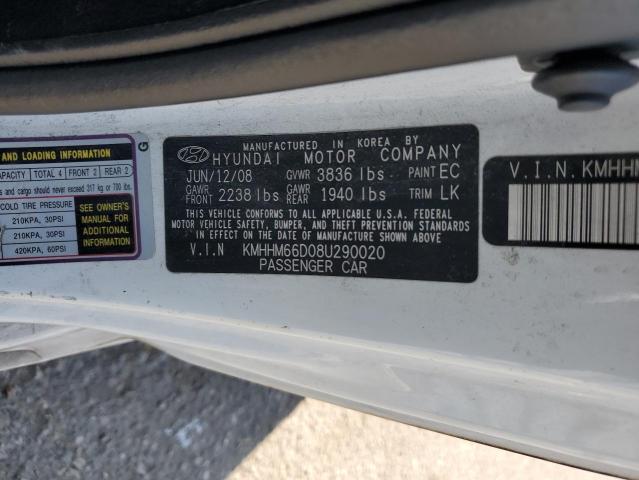 AND LOADING INFORMATION
CAPACITY TOTAL 4 FRONT 2 REAR 2
and cargo should never exceed 317 kg or 700 lbs.
COLD TIRE PRESSURE
210KPA, 30PSI
210KPA, 30PSI
420KPA, 60PSI
SEE OWNER'S
MANUAL FOR
ADDITIONAL
INFORMATION
G
MANUFACTURED IN KOREA BY
HYUNDAI MOTOR COMPANY
JUN/12/08 GVWR 3836 lbs PAINT EC
GAWR FRONT 2238 lbs GAWR REAR 1940 lbs TRIM LK
THIS VEHICLE CONFORMS TO ALL APPLICABLE U.S.A. FEDERAL
MOTOR VEHICLE SAFETY, BUMPER, AND THEFT PREVENTION STANDARDS
IN EFFECT ON THE DATE OF MANUFACTURE SHOWN ABOVE
V.I.N KMHHM66D08U290020
PASSENGER CAR
V.I.N.KMHHM